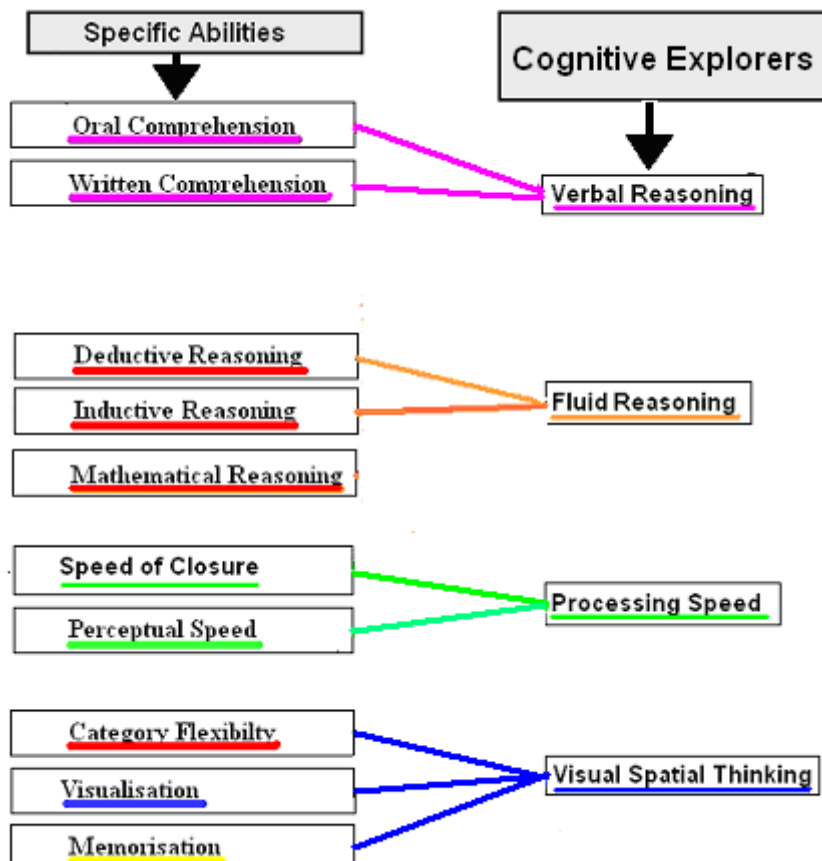 Specific Abilities
Cognitive Explorers
Oral Comprehension
Written Comprehension
Verbal Reasoning
Deductive Reasoning
Inductive Reasoning
Fluid Reasoning
Mathematical Reasoning
Speed of Closure
Perceptual Speed
Processing Speed
Category Flexibilty
Visualisation
Visual Spatial Thinking
Memorisation